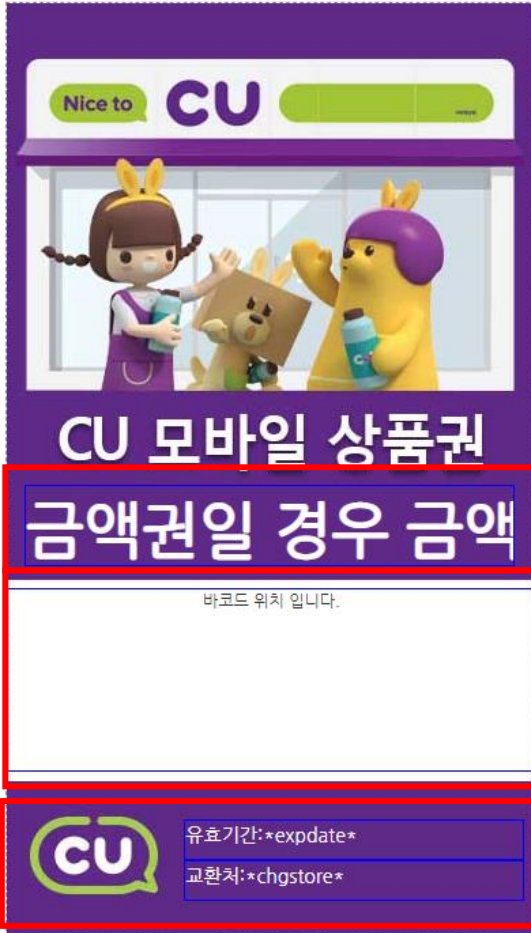 Nice to CU
CU 모바일 상품권
금액권일 경우 금액
바코드 위치 입니다.
CU
유효기간:*expdate*
교환처:*chgstore*